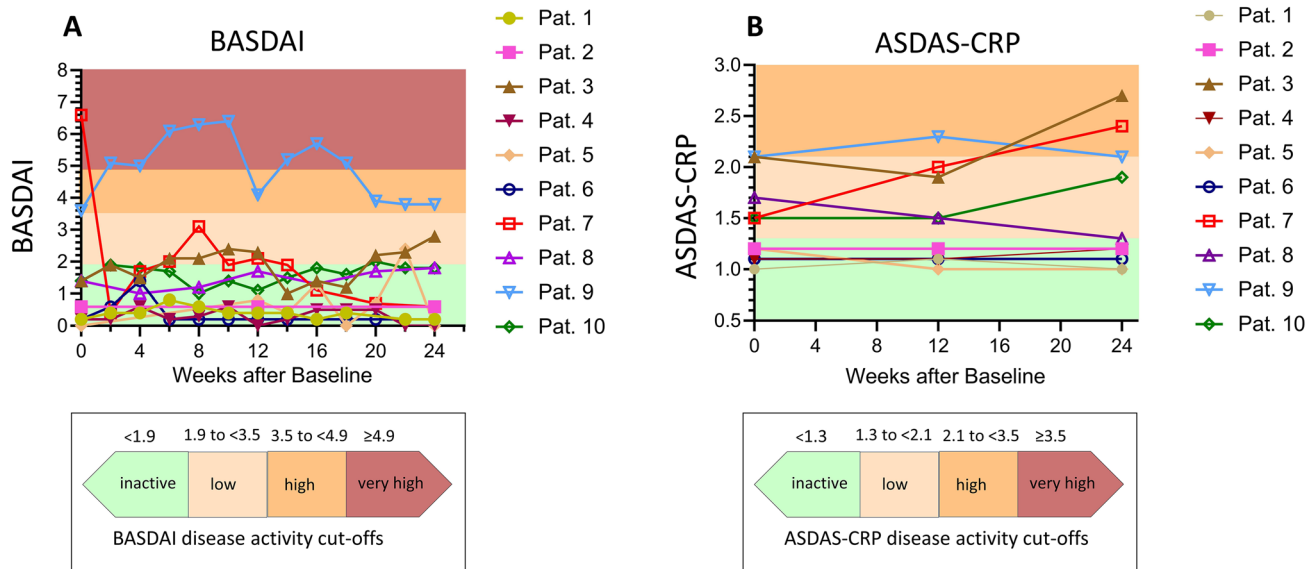 A
BASDAI
BASDAI
8
7
6
5
4
3
2
1
0
0
4
8
12
16
20
24
Weeks after Baseline
Pat. 1
Pat. 2
Pat. 3
Pat. 4
Pat. 5
Pat. 6
Pat. 7
Pat. 8
Pat. 9
Pat. 10
<1.9
1.9 to <3.5
3.5 to <4.9
≥4.9
inactive
low
high
very high
BASDAI disease activity cut-offs
B
ASDAS-CRP
ASDAS-CRP
3.0
2.5
2.0
1.5
1.0
0.5
0
4
8
12
16
20
24
Weeks after Baseline
Pat. 1
Pat. 2
Pat. 3
Pat. 4
Pat. 5
Pat. 6
Pat. 7
Pat. 8
Pat. 9
Pat. 10
<1.3
1.3 to <2.1
2.1 to <3.5
≥3.5
inactive
low
high
very high
ASDAS-CRP disease activity cut-offs